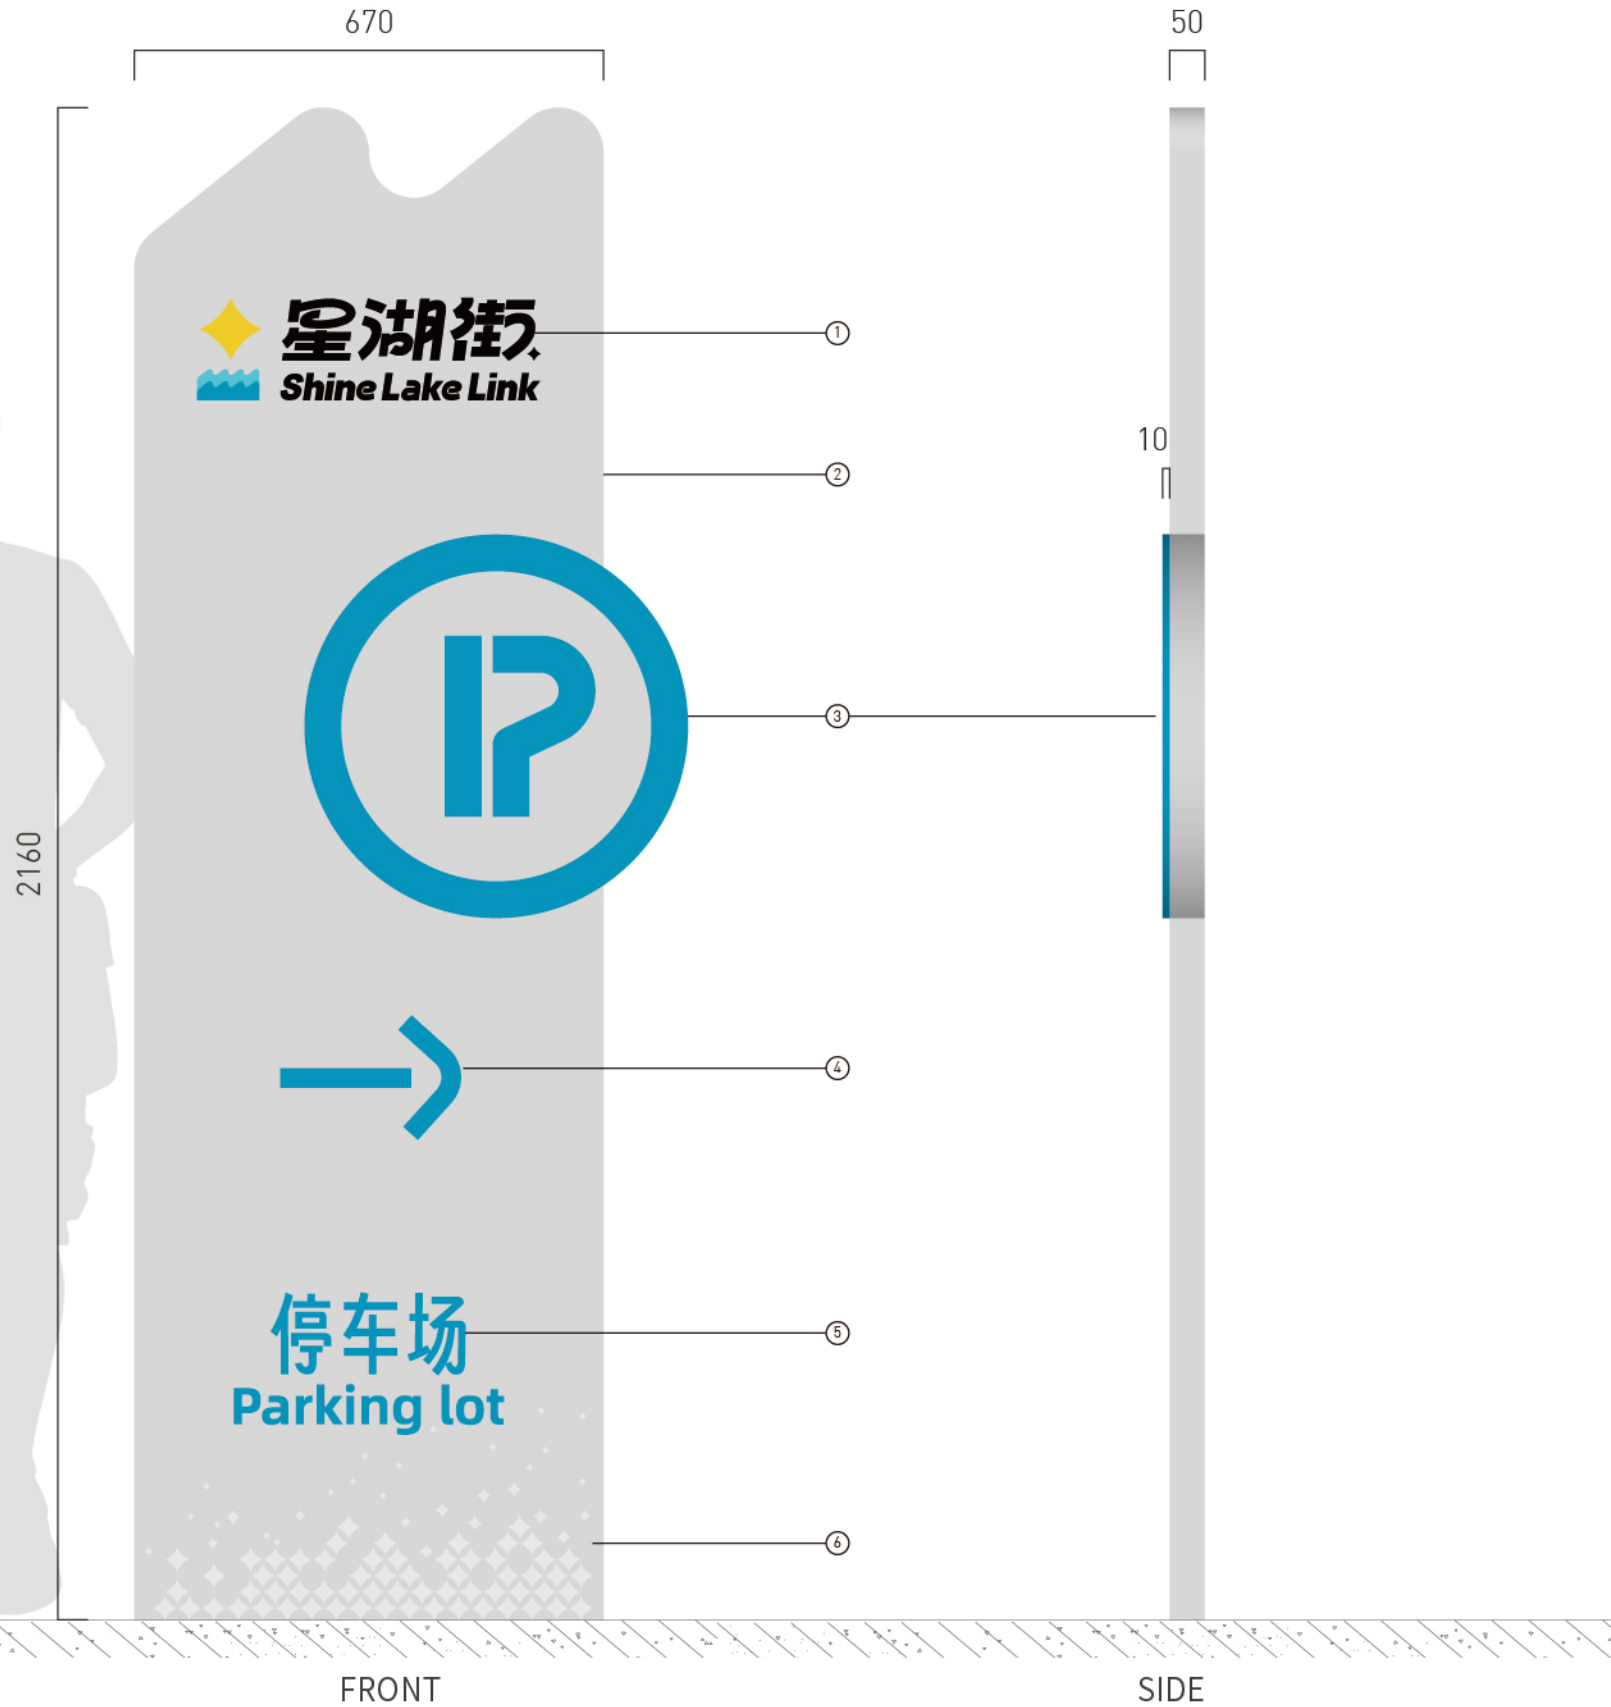 670
50
星湖街
Shine Lake Link
①
10
②
③
2160
④
停车场
⑤
Parking lot
⑥
FRONT
SIDE